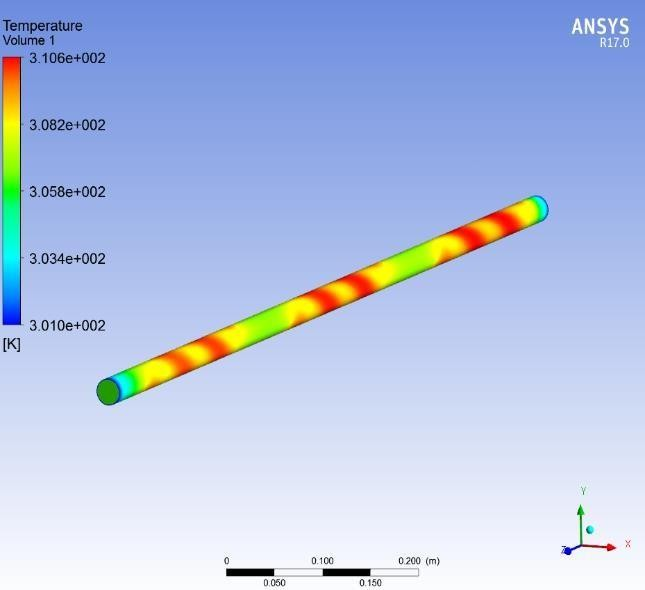 Temperature
Volume 1
3.106e+002
3.082e+002
3.058e+002
3.034e+002
3.010e+002
[K]
ANSYS
R17.0
Y
X
Z
0 0.100 0.200 (m)
0.050 0.150